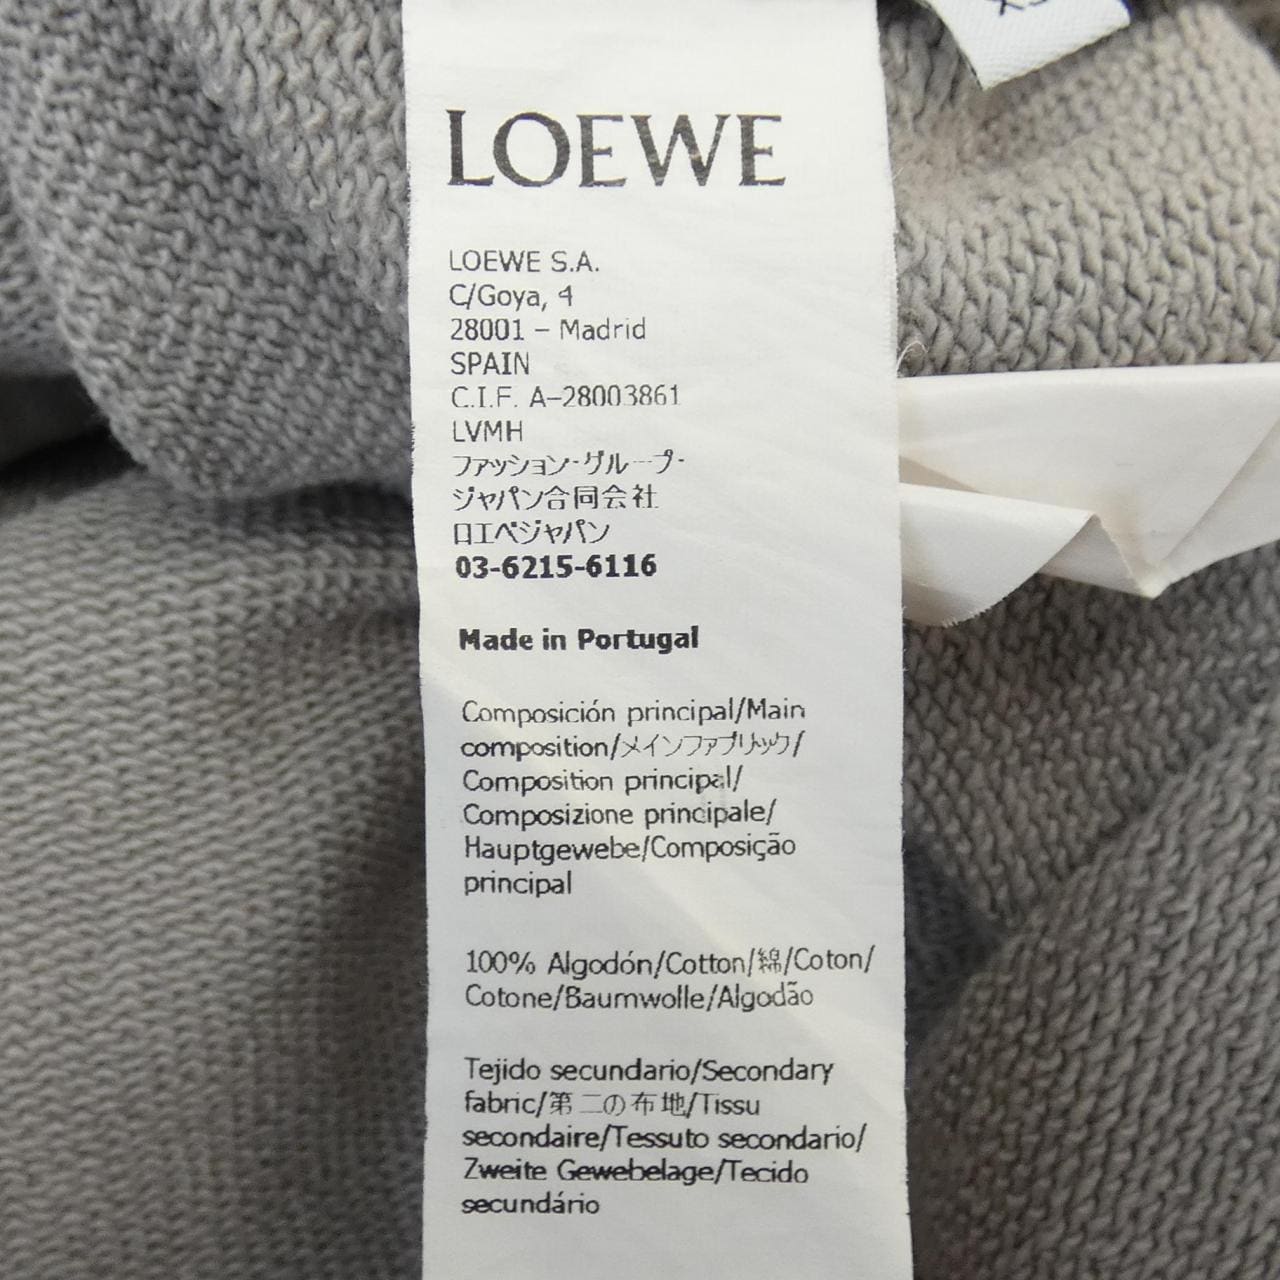 LOEWE
LOEWE S.A.
C/Goya, 4
28001 – Madrid
SPAIN
C.I.F. A-28003861
LVMH
ファッション・グループ・
ジャパン合同会社
ロエベジャパン
03-6215-6116
Made in Portugal
Composición principal/Main
composition/メインファブリック/
Composition principal/
Composizione principale/
Hauptgewebe/Composição
principal
100% Algodón/Cotton/綿/Coton/
Cotone/Baumwolle/Algodão
Tejido secundario/Secondary
fabric/第二の布地/Tissu
secondaire/Tessuto secondario/
Zweite Gewebelage/Tecido
secundário